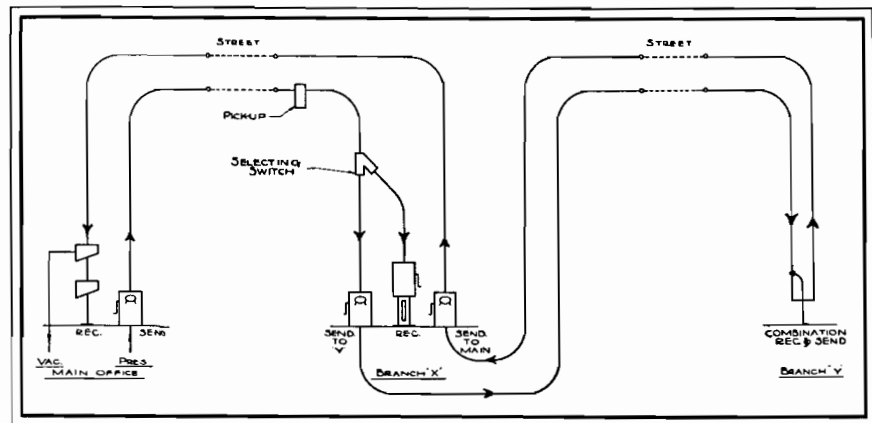 STREET
STREET
PICKUP
SELECTING
SWITCH
REC.
SEND
SEND
TO
"Y"
REC.
SEND
TO
MAIN
COMBINATION
REC & SEND
VAC.
PRES
MAIN OFFICE
BRANCH "X"
BRANCH "Y"